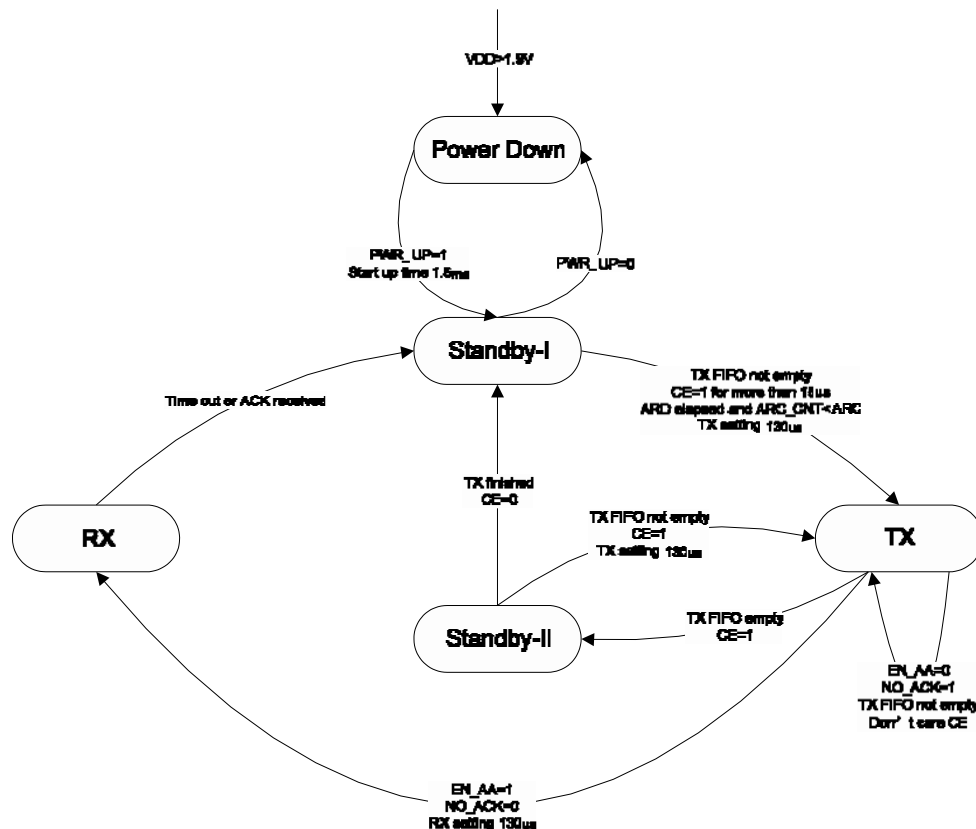 VDD>1.9V
Power Down
PWR_UP=1
Start up time 1.5ms
PWR_UP=0
Standby-I
TX FIFO not empty
CE=1 for more than 15us
ARD elapsed and ARC_CNT<ARC
TX setting 130us
Time out or ACK received
TX finished
CE=0
TX FIFO not empty
CE=1
TX setting 130us
RX
TX
Standby-II
TX FIFO empty
CE=1
EN_AA=0
NO_ACK=1
TX FIFO not empty
Don’t care CE
EN_AA=1
NO_ACK=0
RX setting 130us